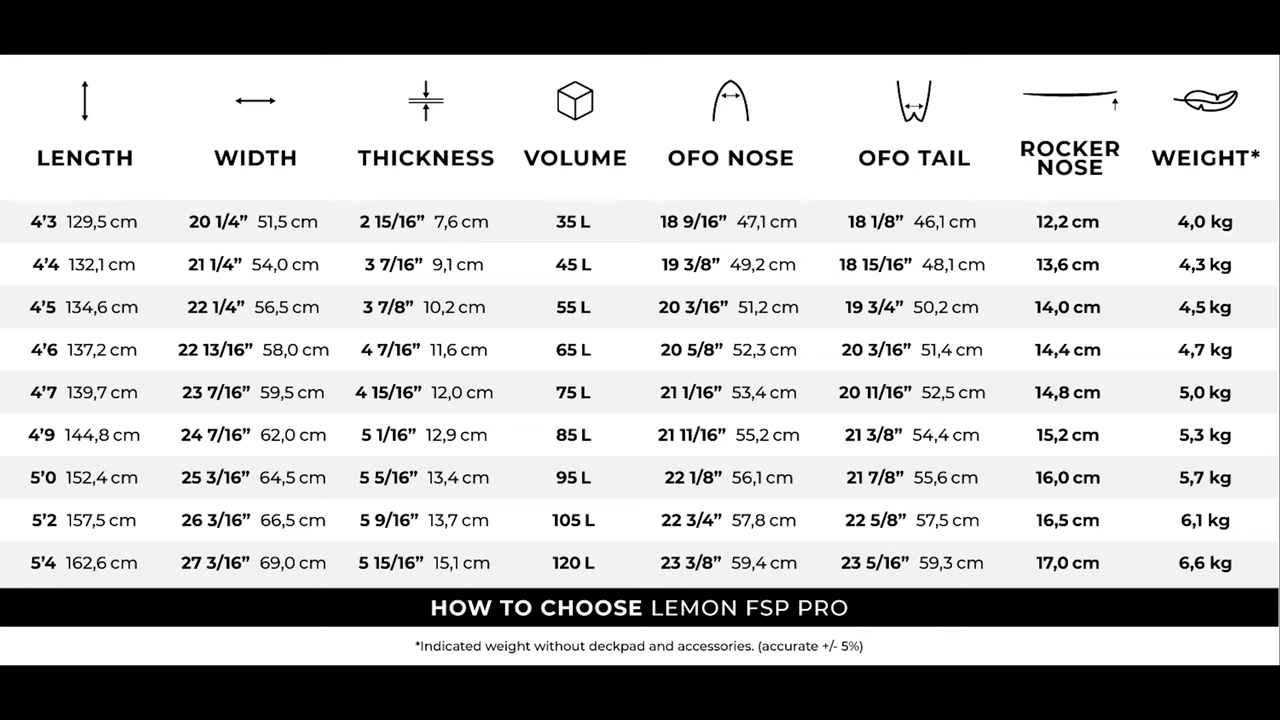 LENGTH WIDTH THICKNESS VOLUME OFO NOSE OFO TAIL ROCKER NOSE WEIGHT*
4’3 129,5 cm 20 1/4” 51,5 cm 2 15/16” 7,6 cm 35 L 18 9/16” 47,1 cm 18 1/8” 46,1 cm 12,2 cm 4,0 kg
4’4 132,1 cm 21 1/4” 54,0 cm 3 7/16” 9,1 cm 45 L 19 3/8” 49,2 cm 18 15/16” 48,1 cm 13,6 cm 4,3 kg
4’5 134,6 cm 22 1/4” 56,5 cm 3 7/8” 10,2 cm 55 L 20 3/16” 51,2 cm 19 3/4” 50,2 cm 14,0 cm 4,5 kg
4’6 137,2 cm 22 13/16” 58,0 cm 4 7/16” 11,6 cm 65 L 20 5/8” 52,3 cm 20 3/16” 51,4 cm 14,4 cm 4,7 kg
4’7 139,7 cm 23 7/16” 59,5 cm 4 15/16” 12,0 cm 75 L 21 1/16” 53,4 cm 20 11/16” 52,5 cm 14,8 cm 5,0 kg
4’9 144,8 cm 24 7/16” 62,0 cm 5 1/16” 12,9 cm 85 L 21 11/16” 55,2 cm 21 3/8” 54,4 cm 15,2 cm 5,3 kg
5’0 152,4 cm 25 3/16” 64,5 cm 5 5/16” 13,4 cm 95 L 22 1/8” 56,1 cm 21 7/8” 55,6 cm 16,0 cm 5,7 kg
5’2 157,5 cm 26 3/16” 66,5 cm 5 9/16” 13,7 cm 105 L 22 3/4” 57,8 cm 22 5/8” 57,5 cm 16,5 cm 6,1 kg
5’4 162,6 cm 27 3/16” 69,0 cm 5 15/16” 15,1 cm 120 L 23 3/8” 59,4 cm 23 5/16” 59,3 cm 17,0 cm 6,6 kg
HOW TO CHOOSE LEMON FSP PRO
*Indicated weight without deckpad and accessories. (accurate +/- 5%)